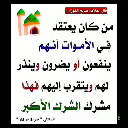 من كان يعتقد
في الأموات أنهم
ينفعون أو يضرون وينذر
لهم ويتقرب إليهم فهذا
مشرك الشرك الأكبر